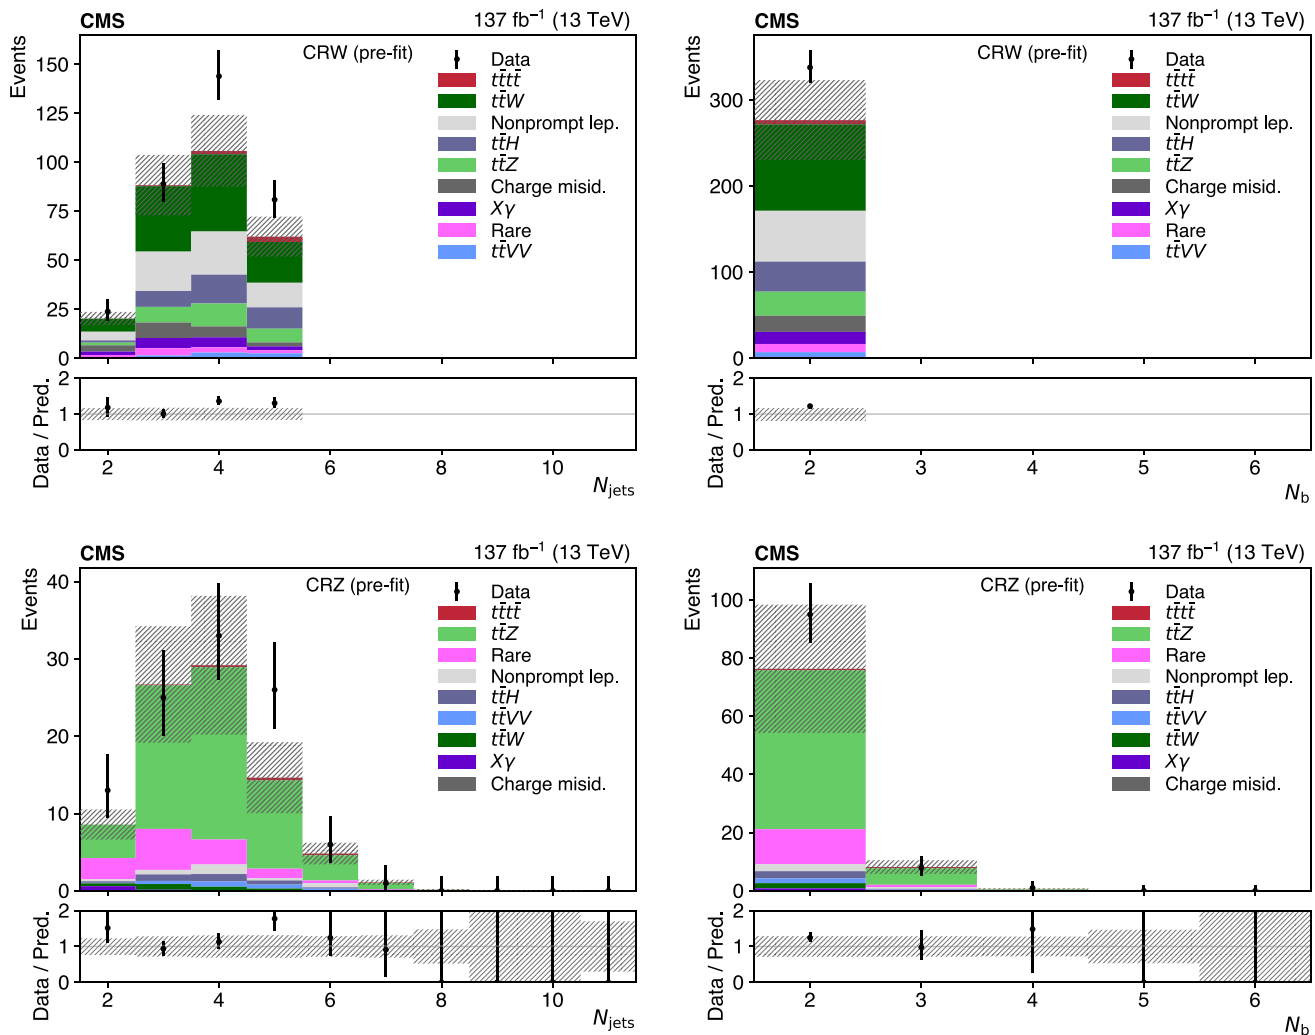 CMS 137 fb⁻¹ (13 TeV)
CRW (pre-fit)
Events
150
125
100
75
50
25
0
Data
tt̄tt̄
tt̄W
Nonprompt lep.
tt̄H
tt̄Z
Charge misid.
Xγ
Rare
tt̄VV
Data / Pred.
2
1
0
2 4 6 8 10
N_jets
CMS 137 fb⁻¹ (13 TeV)
CRW (pre-fit)
Events
300
200
100
0
Data
tt̄tt̄
tt̄W
Nonprompt lep.
tt̄H
tt̄Z
Charge misid.
Xγ
Rare
tt̄VV
Data / Pred.
2
1
0
2 3 4 5 6
N_b
CMS 137 fb⁻¹ (13 TeV)
CRZ (pre-fit)
Events
40
30
20
10
0
Data
tt̄tt̄
tt̄Z
Rare
Nonprompt lep.
tt̄H
tt̄VV
tt̄W
Xγ
Charge misid.
Data / Pred.
2
1
0
2 4 6 8 10
N_jets
CMS 137 fb⁻¹ (13 TeV)
CRZ (pre-fit)
Events
100
80
60
40
20
0
Data
tt̄tt̄
tt̄Z
Rare
Nonprompt lep.
tt̄H
tt̄VV
tt̄W
Xγ
Charge misid.
Data / Pred.
2
1
0
2 3 4 5 6
N_b